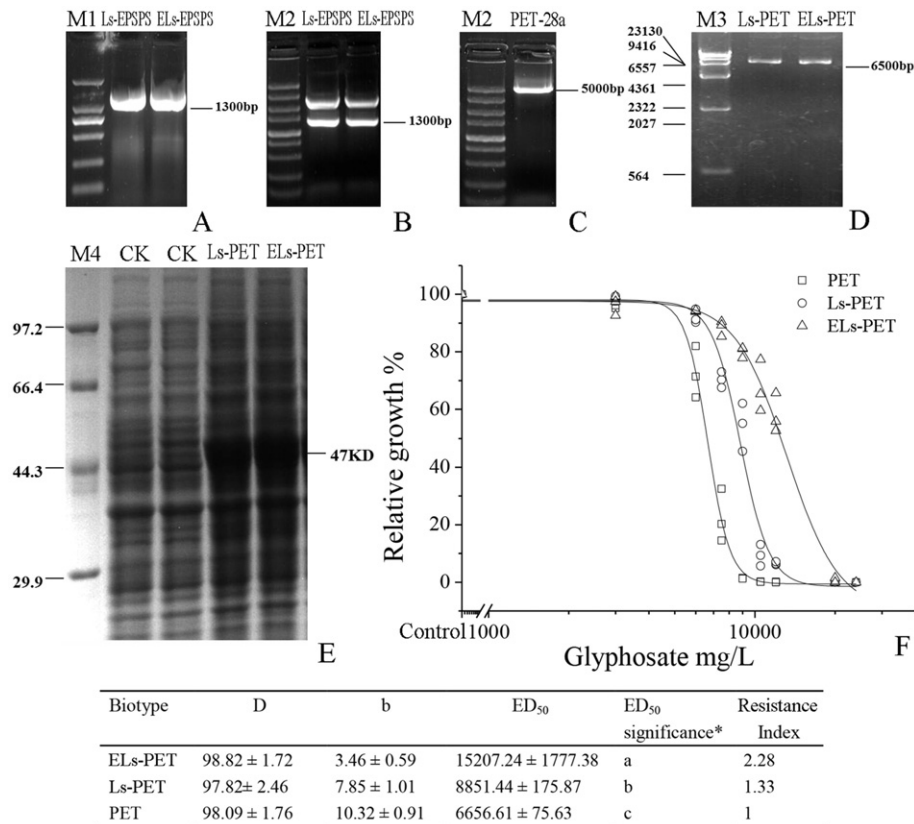 M1 Ls-EPSPS ELs-EPSPS
1300bp
A
M2 Ls-EPSPS ELs-EPSPS
1300bp
B
M2 PET-28a
5000bp
C
M3 Ls-PET ELs-PET
23130
9416
6557
4361
2322
2027
564
6500bp
D
M4 CK CK Ls-PET ELs-PET
97.2
66.4
44.3
29.9
47KD
E
Relative growth %
100
80
60
40
20
0
PET
Ls-PET
ELs-PET
Control 1000 10000
Glyphosate mg/L
F
Biotype D b ED50 ED50 significance* Resistance Index
ELs-PET 98.82 ± 1.72 3.46 ± 0.59 15207.24 ± 1777.38 a 2.28
Ls-PET 97.82± 2.46 7.85 ± 1.01 8851.44 ± 175.87 b 1.33
PET 98.09 ± 1.76 10.32 ± 0.91 6656.61 ± 75.63 c 1